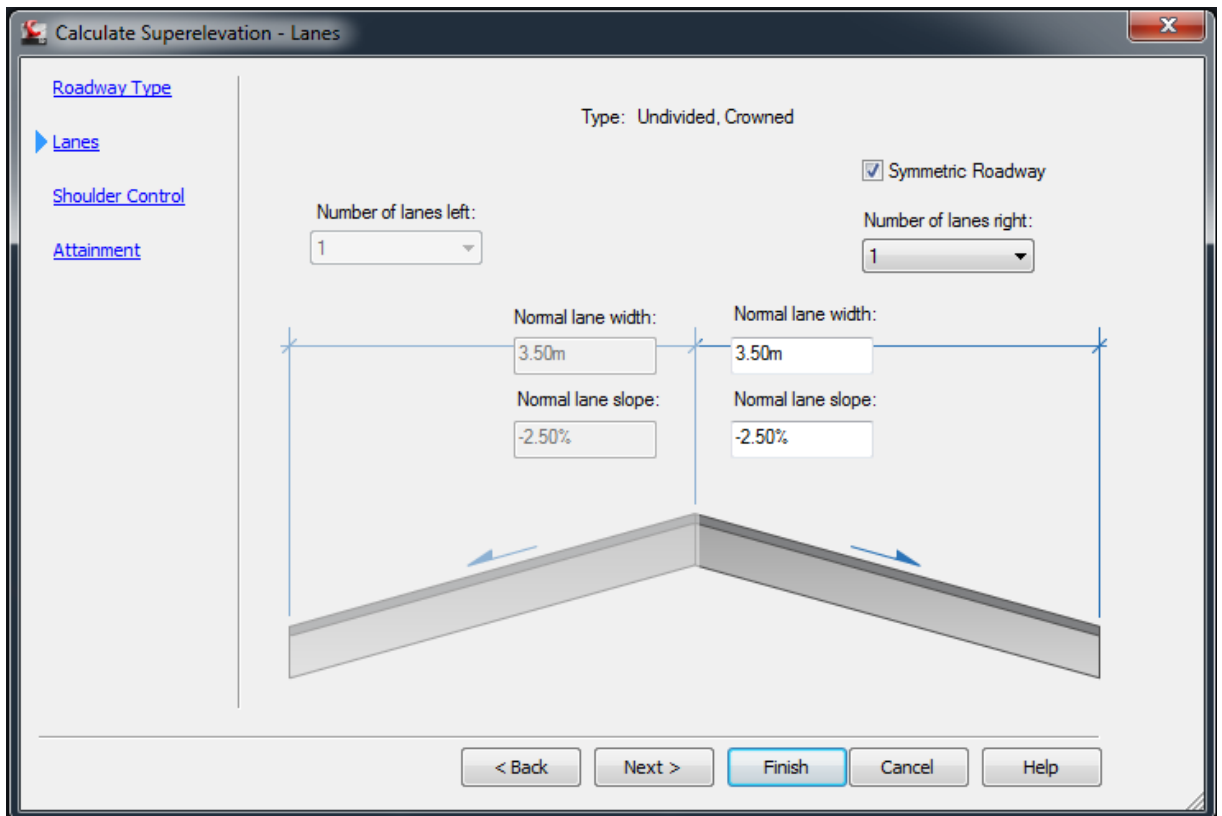 Calculate Superelevation - Lanes
Roadway Type
Lanes
Shoulder Control
Attainment
Type: Undivided, Crowned
Symmetric Roadway
Number of lanes left:
1
Number of lanes right:
1
Normal lane width:
3.50m
Normal lane slope:
-2.50%
Normal lane width:
3.50m
Normal lane slope:
-2.50%
< Back
Next >
Finish
Cancel
Help